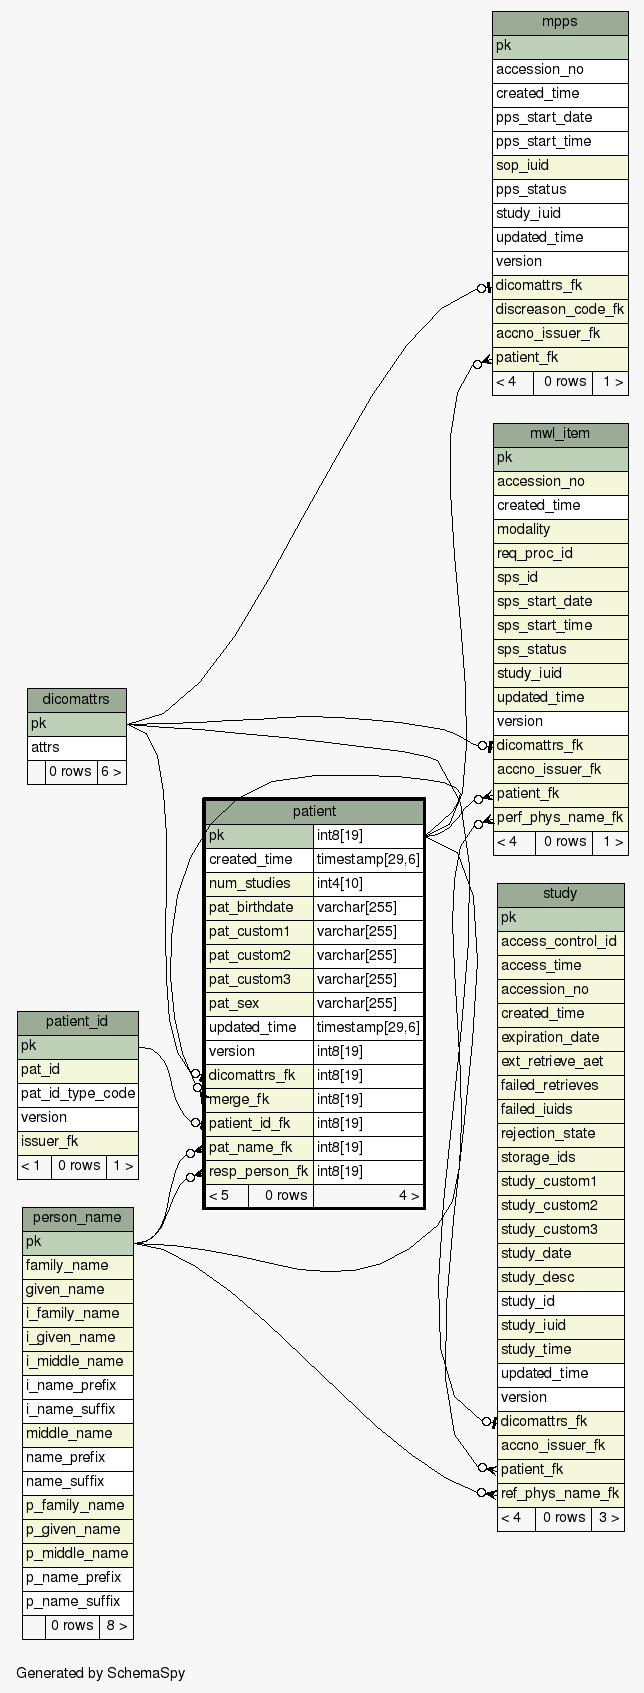 mpps
pk
accession_no
created_time
pps_start_date
pps_start_time
sop_iuid
pps_status
study_iuid
updated_time
version
dicomattrs_fk
discreason_code_fk
accno_issuer_fk
patient_fk
< 4 0 rows 1 >
mwl_item
pk
accession_no
created_time
modality
req_proc_id
sps_id
sps_start_date
sps_start_time
sps_status
study_iuid
updated_time
version
dicomattrs_fk
accno_issuer_fk
patient_fk
perf_phys_name_fk
< 4 0 rows 1 >
dicomattrs
pk
attrs
0 rows 6 >
patient
pk int8[19]
created_time timestamp[29,6]
num_studies int4[10]
pat_birthdate varchar[255]
pat_custom1 varchar[255]
pat_custom2 varchar[255]
pat_custom3 varchar[255]
pat_sex varchar[255]
updated_time timestamp[29,6]
version int8[19]
dicomattrs_fk int8[19]
merge_fk int8[19]
patient_id_fk int8[19]
pat_name_fk int8[19]
resp_person_fk int8[19]
< 5 0 rows 4 >
study
pk
access_control_id
access_time
accession_no
created_time
expiration_date
ext_retrieve_aet
failed_retrieves
failed_iuids
rejection_state
storage_ids
study_custom1
study_custom2
study_custom3
study_date
study_desc
study_id
study_iuid
study_time
updated_time
version
dicomattrs_fk
accno_issuer_fk
patient_fk
ref_phys_name_fk
< 4 0 rows 3 >
patient_id
pk
pat_id
pat_id_type_code
version
issuer_fk
< 1 0 rows 1 >
person_name
pk
family_name
given_name
i_family_name
i_given_name
i_middle_name
i_name_prefix
i_name_suffix
middle_name
name_prefix
name_suffix
p_family_name
p_given_name
p_middle_name
p_name_prefix
p_name_suffix
0 rows 8 >
Generated by SchemaSpy